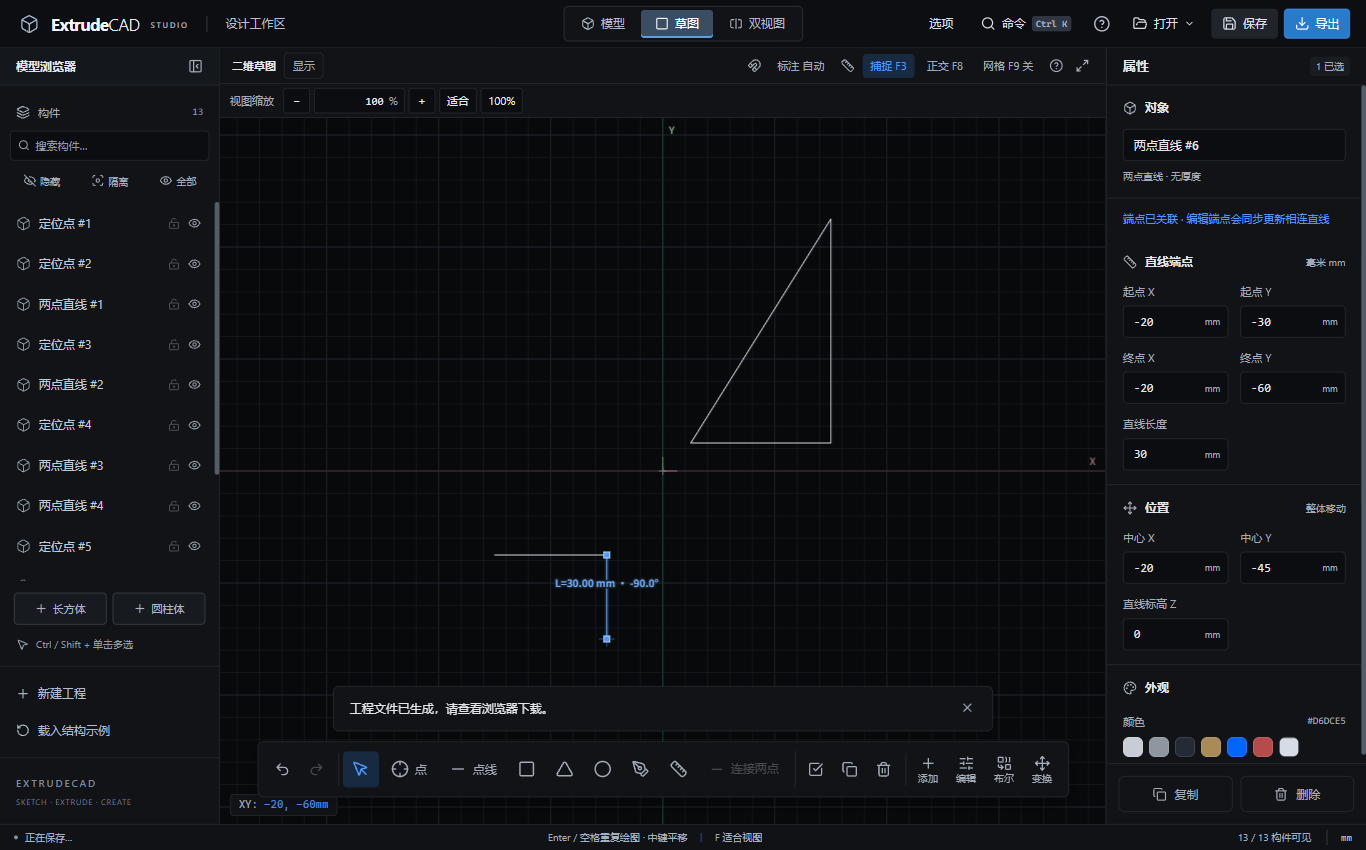 ExtrudeCAD STUDIO 设计工作区
模型 草图 双视图
选项 命令 Ctrl K 打开 保存 导出
模型浏览器
二维草图 显示
标注 自动 捕捉 F3 正交 F8 网格 F9 关
属性 1 已选
构件 13
搜索构件...
隐藏 隔离 全部
定位点 #1
定位点 #2
两点直线 #1
定位点 #3
两点直线 #2
定位点 #4
两点直线 #3
两点直线 #4
定位点 #5
+ 长方体 + 圆柱体
Ctrl / Shift + 单击多选
+ 新建工程
载入结构示例
EXTRUDECAD
SKETCH · EXTRUDE · CREATE
视图缩放 − 100 % + 适合 100%
Y
X
L=30.00 mm • -90.0°
工程文件已生成，请查看浏览器下载。
点 点线 连接两点 添加 编辑 布尔 变换
XY: −20, −60mm
对象
两点直线 #6
两点直线 · 无厚度
端点已关联 · 编辑端点会同步更新相连直线
直线端点 毫米 mm
起点 X 起点 Y
-20 mm -30 mm
终点 X 终点 Y
-20 mm -60 mm
直线长度
30 mm
位置 整体移动
中心 X 中心 Y
-20 mm -45 mm
直线标高 Z
0 mm
外观
颜色 #D6DCE5
复制 删除
正在保存...
Enter / 空格重复绘图 · 中键平移 F 适合视图
13 / 13 构件可见 mm